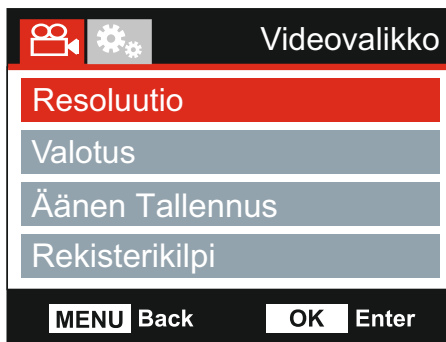 Videovalikko
Resoluutio
Valotus
Äänen Tallennus
Rekisterikilpi
MENU Back OK Enter